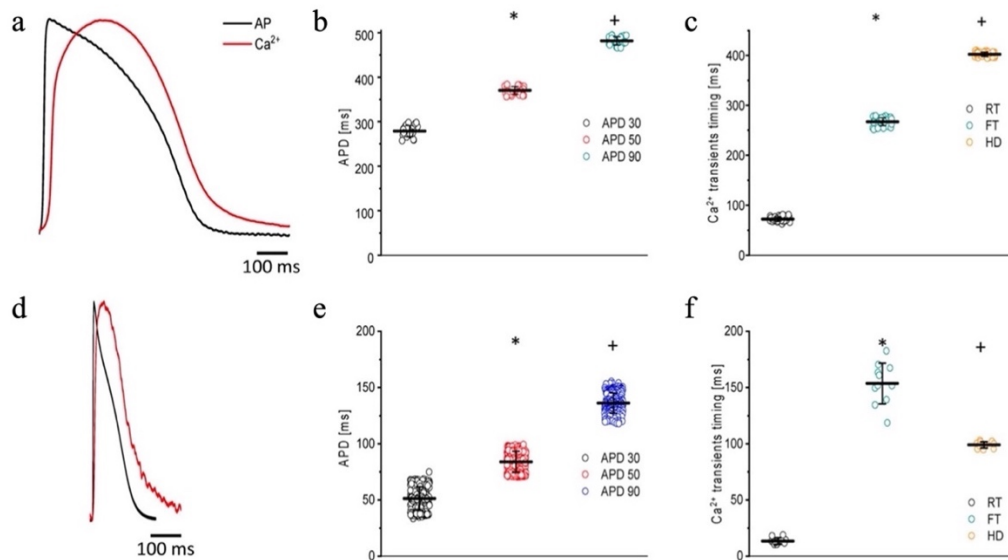 a
AP
Ca²⁺
100 ms
b
*
+
500
400
300
200
100
0
APD [ms]
APD 30
APD 50
APD 90
c
*
+
400
300
200
100
0
Ca²⁺ transients timing [ms]
RT
FT
HD
d
100 ms
e
*
+
200
150
100
50
0
APD [ms]
APD 30
APD 50
APD 90
f
*
+
200
150
100
50
0
Ca²⁺ transients timing [ms]
RT
FT
HD